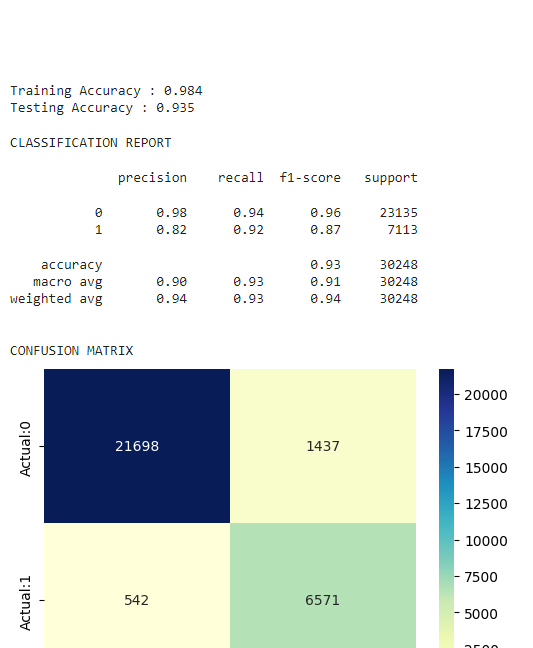 Training Accuracy : 0.984
Testing Accuracy : 0.935
CLASSIFICATION REPORT
precision recall f1-score support
0 0.98 0.94 0.96 23135
1 0.82 0.92 0.87 7113
accuracy 0.93 30248
macro avg 0.90 0.93 0.91 30248
weighted avg 0.94 0.93 0.94 30248
CONFUSION MATRIX
Actual:0 21698 1437
Actual:1 542 6571
20000
17500
15000
12500
10000
7500
5000